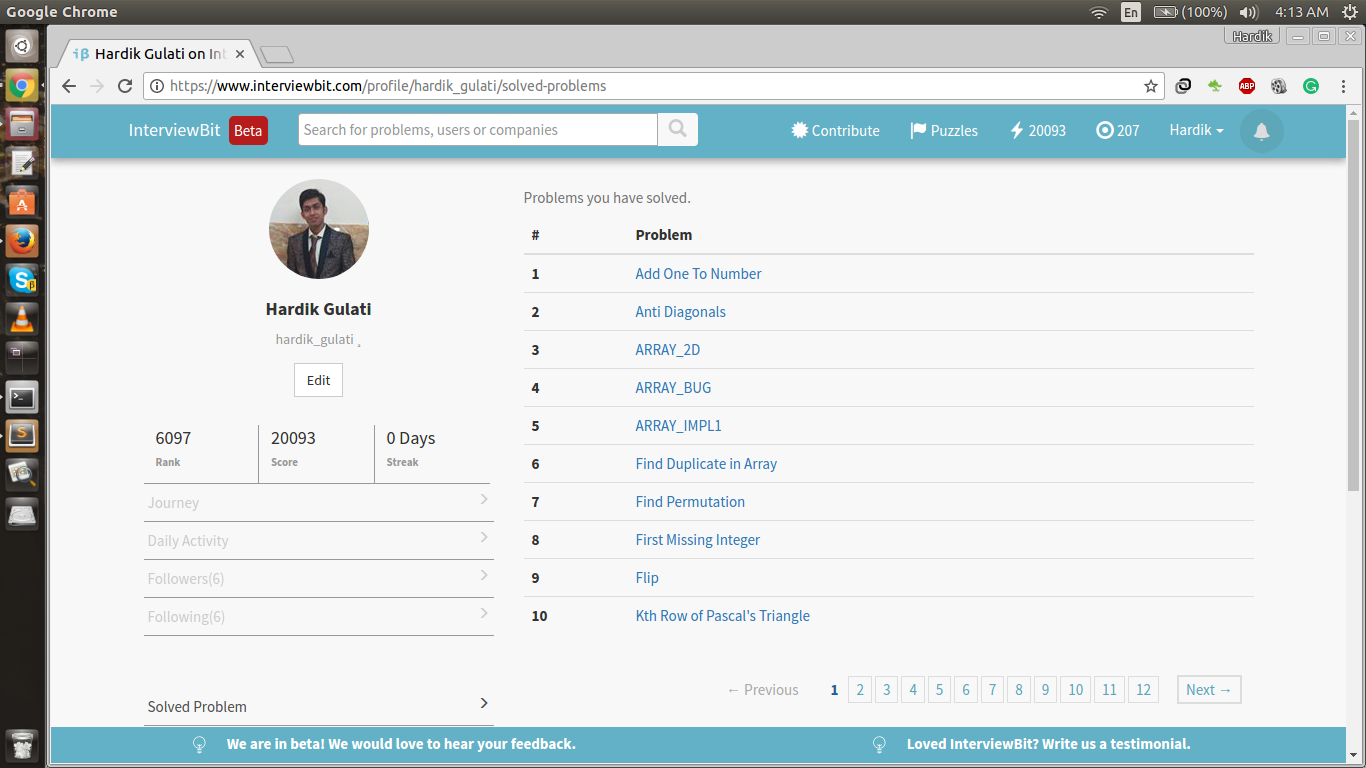 Google Chrome
En
(100%)
4:13 AM
Hardik
iβ Hardik Gulati on Int
https://www.interviewbit.com/profile/hardik_gulati/solved-problems
ABP
InterviewBit Beta
Search for problems, users or companies
Contribute
Puzzles
20093
207
Hardik
Hardik Gulati
hardik_gulati
Edit
6097
Rank
20093
Score
0 Days
Streak
Journey
Daily Activity
Followers(6)
Following(6)
Solved Problem
Problems you have solved.
# Problem
1 Add One To Number
2 Anti Diagonals
3 ARRAY_2D
4 ARRAY_BUG
5 ARRAY_IMPL1
6 Find Duplicate in Array
7 Find Permutation
8 First Missing Integer
9 Flip
10 Kth Row of Pascal's Triangle
← Previous 1 2 3 4 5 6 7 8 9 10 11 12 Next →
We are in beta! We would love to hear your feedback.
Loved InterviewBit? Write us a testimonial.